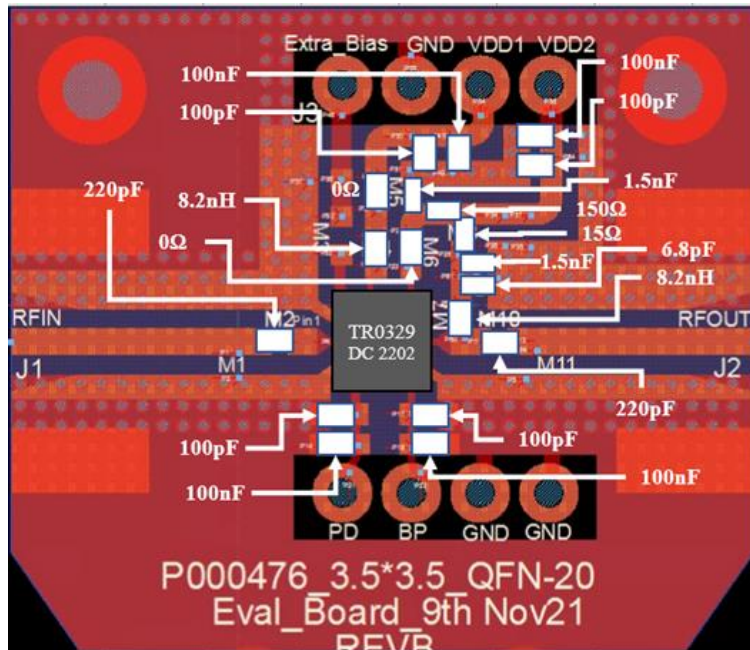 Extra_Bias GND VDD1 VDD2
100nF
100nF
100pF
100pF
J3
220pF
0Ω
M5
1.5nF
8.2nH
150Ω
15Ω
0Ω
M6
6.8pF
1.5nF
8.2nH
M7
RFIN
M2
Pin1
TR0329
DC 2202
M10
RFOUT
J1
M1
M11
J2
220pF
100pF
100pF
100nF
100nF
PD BP GND GND
P000476_3.5*3.5_QFN-20
Eval_Board_9th Nov21
REVB